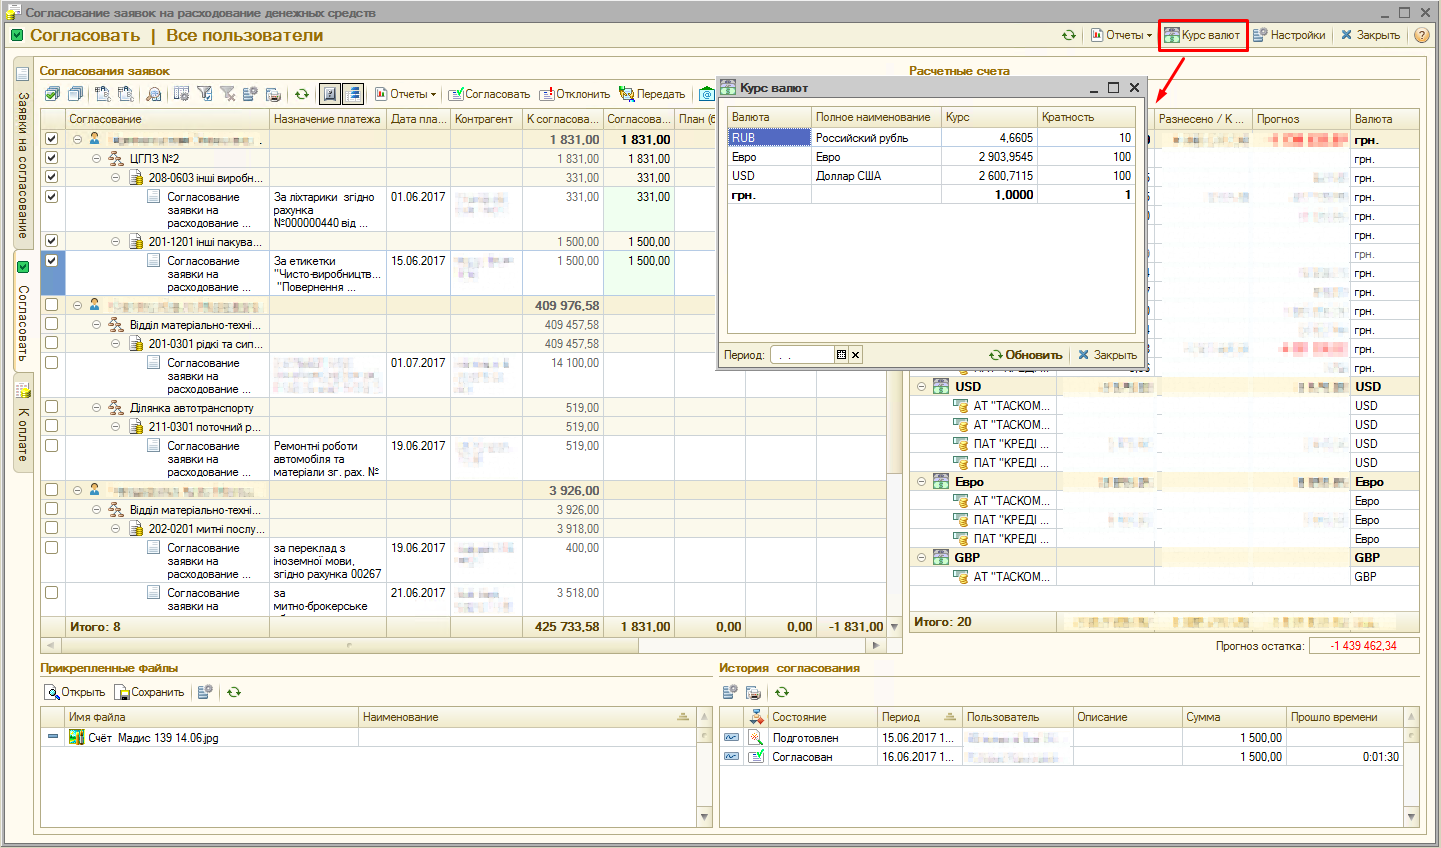 Согласование заявок на расходование денежных средств
Согласовать | Все пользователи
Отчеты
Курс валют
Настройки
Закрыть
?
Заявки на согласование
Согласовать
К оплате
Согласования заявок
Отчеты
Согласовать
Отклонить
Передать
Согласование Назначение платежа Дата пла... Контрагент К согласова... Согласова... План (б
1 831,00 1 831,00
ЦГЛЗ №2 1 831,00 1 831,00
208-0603 інші виробн... 331,00 331,00
Согласование заявки на расходование ... За ліхтарики згідно рахунка №000000440 від ... 01.06.2017 331,00 331,00
201-1201 інші пакува... 1 500,00 1 500,00
Согласование заявки на расходование ... За етикетки "Чисто-виробництв... "Повернення ... 15.06.2017 1 500,00 1 500,00
409 976,58
Відділ матеріально-техні... 409 457,58
201-0301 рідкі та сип... 409 457,58
Согласование заявки на расходование ... 01.07.2017 14 100,00
Ділянка автотранспорту 519,00
211-0301 поточний р... 519,00
Согласование заявки на расходование ... Ремонтні роботи автомобіля та матеріали зг. рах. № 19.06.2017 519,00
3 926,00
Відділ матеріально-техні... 3 926,00
202-0201 митні послу... 3 918,00
Согласование заявки на расходование ... за переклад з іноземної мови, згідно рахунка 00267 19.06.2017 400,00
Согласование заявки на за митно-брокерське 21.06.2017 3 518,00
Итого: 8 425 733,58 1 831,00 0,00 0,00 -1 831,00
Курс валют
Валюта Полное наименование Курс Кратность
RUB Российский рубль 4,6605 10
Евро Евро 2 903,9545 100
USD Доллар США 2 600,7115 100
грн. 1,0000 1
Период: . .
Обновить
Закрыть
Расчетные счета
Разнесено / К ... Прогноз Валюта
грн.
грн.
грн.
грн.
грн.
грн.
грн.
грн.
грн.
грн.
грн.
грн.
грн.
USD USD
АТ "ТАСКОМ... USD
АТ "ТАСКОМ... USD
ПАТ "КРЕДІ ... USD
ПАТ "КРЕДІ ... USD
Евро Евро
АТ "ТАСКОМ... Евро
ПАТ "КРЕДІ ... Евро
ПАТ "КРЕДІ ... Евро
GBP GBP
АТ "ТАСКОМ... GBP
Итого: 20
Прогноз остатка: -1 439 462,34
Прикрепленные файлы
Открыть
Сохранить
Имя файла Наименование
Счёт Мадис 139 14.06.jpg
История согласования
Состояние Период Пользователь Описание Сумма Прошло времени
Подготовлен 15.06.2017 1... 1 500,00
Согласован 16.06.2017 1... 1 500,00 0:01:30